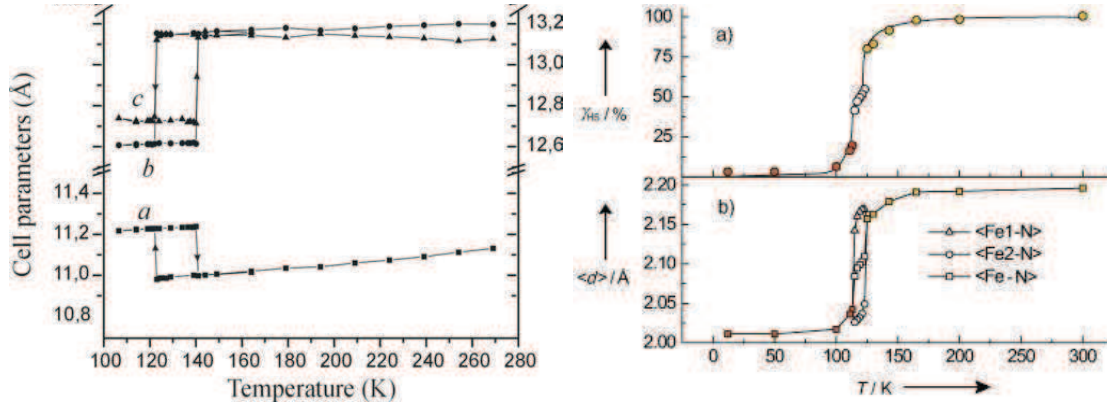 Cell parameters (Å)
11,4
11,2
11,0
10,8
13,2
13,0
12,8
12,6
c
b
a
100 120 140 160 180 200 220 240 260 280
Temperature (K)
a)
γHS / %
100
75
50
25
b)
<d> / Å
2.20
2.15
2.10
2.05
2.00
<Fe1-N>
<Fe2-N>
<Fe-N>
0 50 100 150 200 250 300
T / K